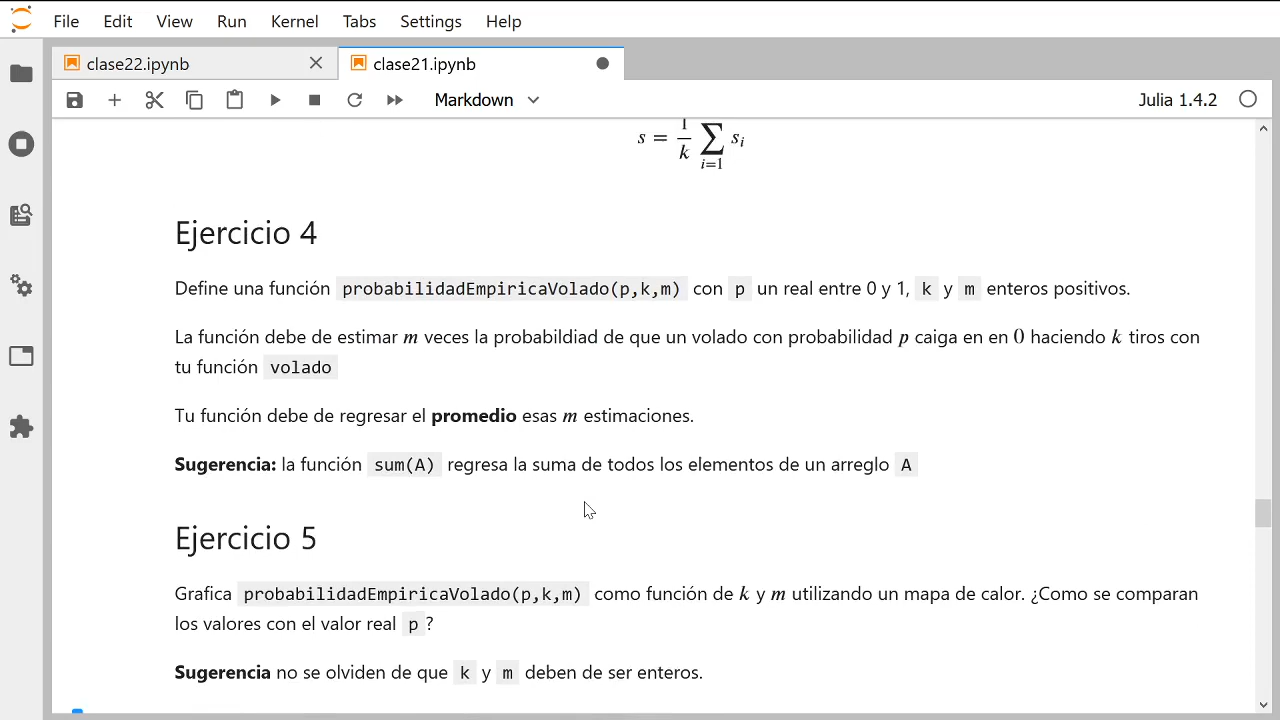 File Edit View Run Kernel Tabs Settings Help
clase22.ipynb clase21.ipynb
Markdown Julia 1.4.2
s = 1/k ∑ i=1 s_i
Ejercicio 4
Define una función probabilidadEmpiricaVolado(p,k,m) con p un real entre 0 y 1, k y m enteros positivos.
La función debe de estimar m veces la probabildiad de que un volado con probabilidad p caiga en en 0 haciendo k tiros con
tu función volado
Tu función debe de regresar el promedio esas m estimaciones.
Sugerencia: la función sum(A) regresa la suma de todos los elementos de un arreglo A
Ejercicio 5
Grafica probabilidadEmpiricaVolado(p,k,m) como función de k y m utilizando un mapa de calor. ¿Como se comparan
los valores con el valor real p ?
Sugerencia no se olviden de que k y m deben de ser enteros.